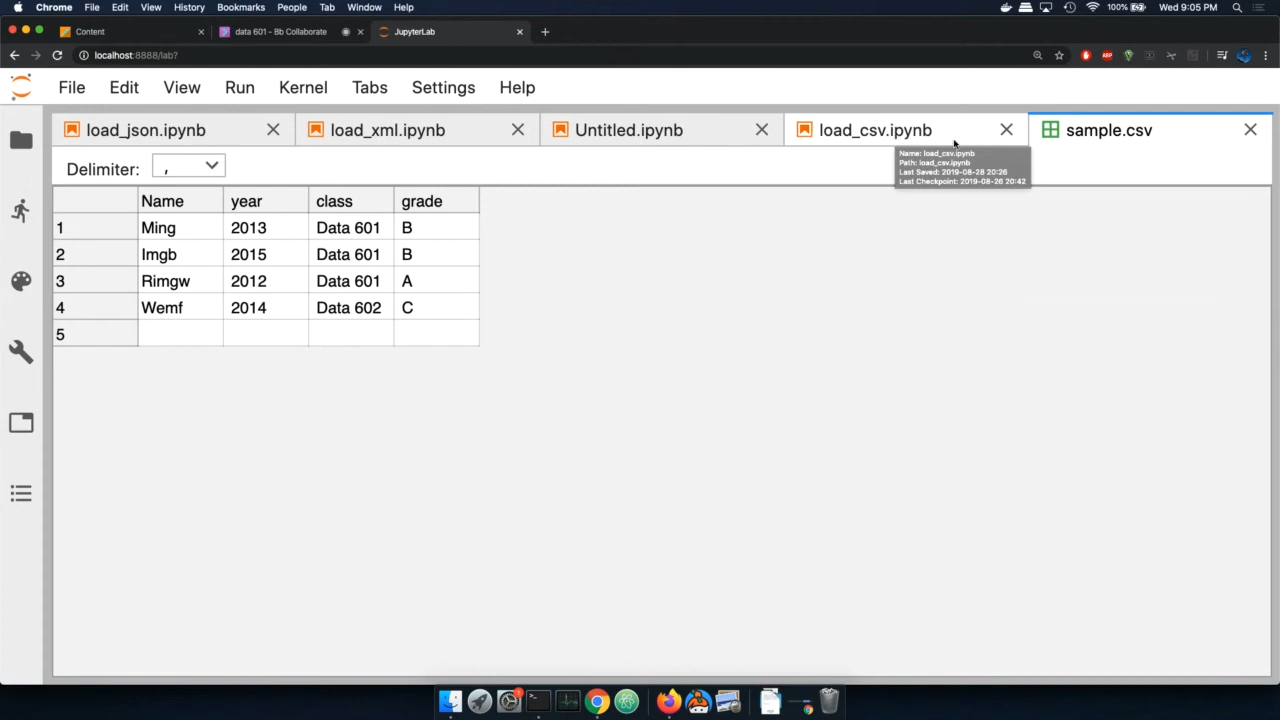 Chrome File Edit View History Bookmarks People Tab Window Help 100% Wed 9:05 PM
Content data 601 - Bb Collaborate JupyterLab
localhost:8888/lab? ABP
File Edit View Run Kernel Tabs Settings Help
load_json.ipynb load_xml.ipynb Untitled.ipynb load_csv.ipynb sample.csv
Name: load_csv.ipynb
Path: load_csv.ipynb
Last Saved: 2019-08-28 20:26
Last Checkpoint: 2019-08-26 20:42
Delimiter: ,
Name year class grade
1 Ming 2013 Data 601 B
2 Imgb 2015 Data 601 B
3 Rimgw 2012 Data 601 A
4 Wemf 2014 Data 602 C
5